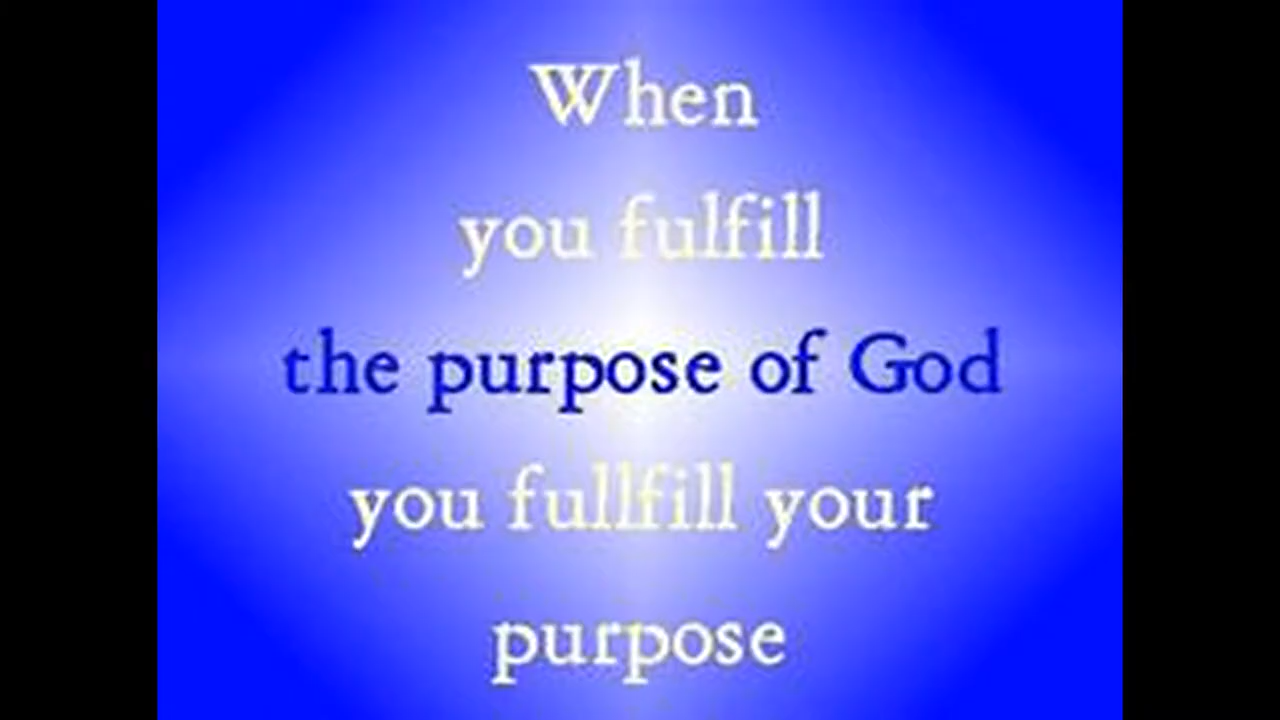 When
you fulfill
the purpose of God
you fullfill your
purpose